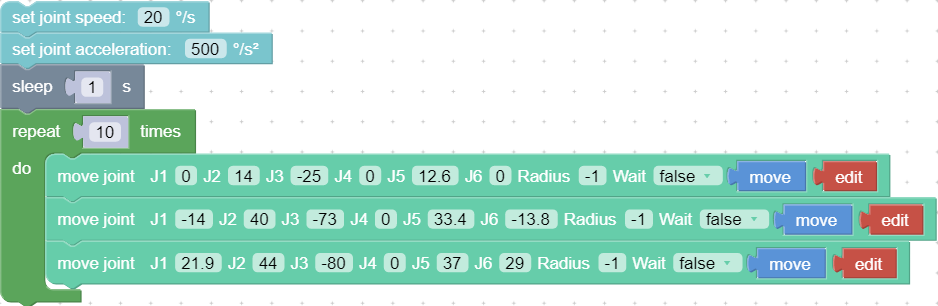 set joint speed: 20 °/s
set joint acceleration: 500 °/s²
sleep 1 s
repeat 10 times
do
move joint J1 0 J2 14 J3 -25 J4 0 J5 12.6 J6 0 Radius -1 Wait false move edit
move joint J1 -14 J2 40 J3 -73 J4 0 J5 33.4 J6 -13.8 Radius -1 Wait false move edit
move joint J1 21.9 J2 44 J3 -80 J4 0 J5 37 J6 29 Radius -1 Wait false move edit